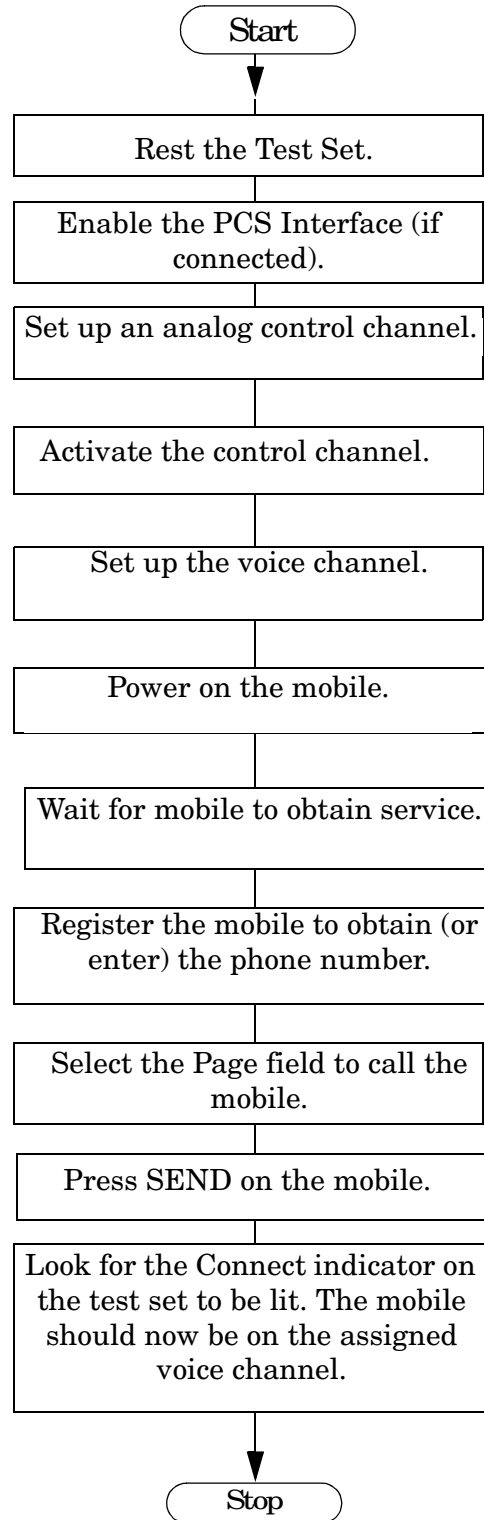 Start
Rest the Test Set.
Enable the PCS Interface (if
connected).
Set up an analog control channel.
Activate the control channel.
Set up the voice channel.
Power on the mobile.
Wait for mobile to obtain service.
Register the mobile to obtain (or
enter) the phone number.
Select the Page field to call the
mobile.
Press SEND on the mobile.
Look for the Connect indicator on
the test set to be lit. The mobile
should now be on the assigned
voice channel.
Stop